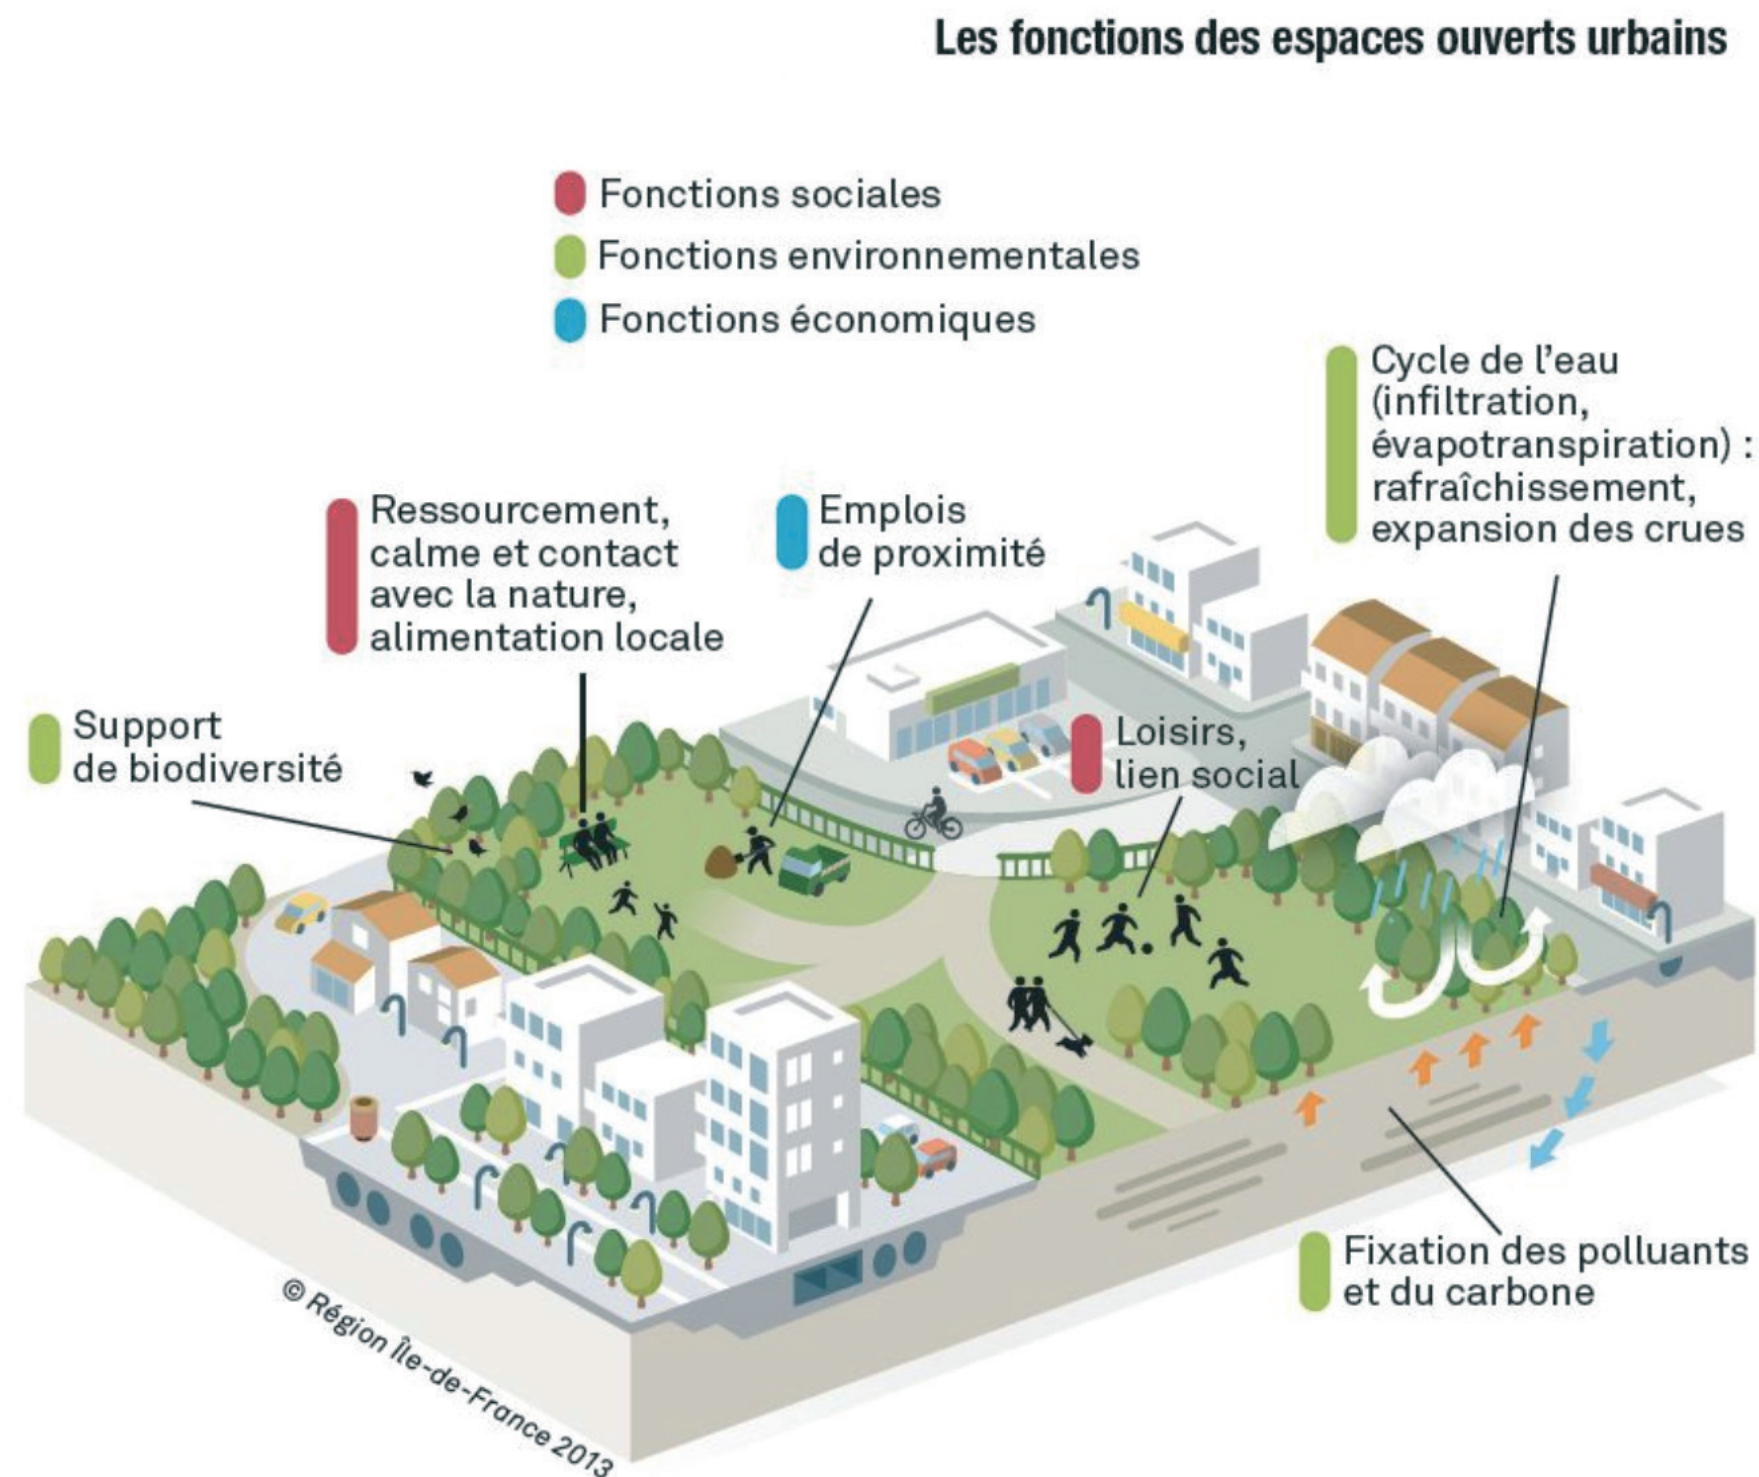 Les fonctions des espaces ouverts urbains
Fonctions sociales
Fonctions environnementales
Fonctions économiques
Cycle de l’eau
(infiltration,
évapotranspiration) :
rafraîchissement,
expansion des crues
Ressourcement,
calme et contact
avec la nature,
alimentation locale
Emplois
de proximité
Support
de biodiversité
Loisirs,
lien social
Fixation des polluants
et du carbone
© Région Île-de-France 2013